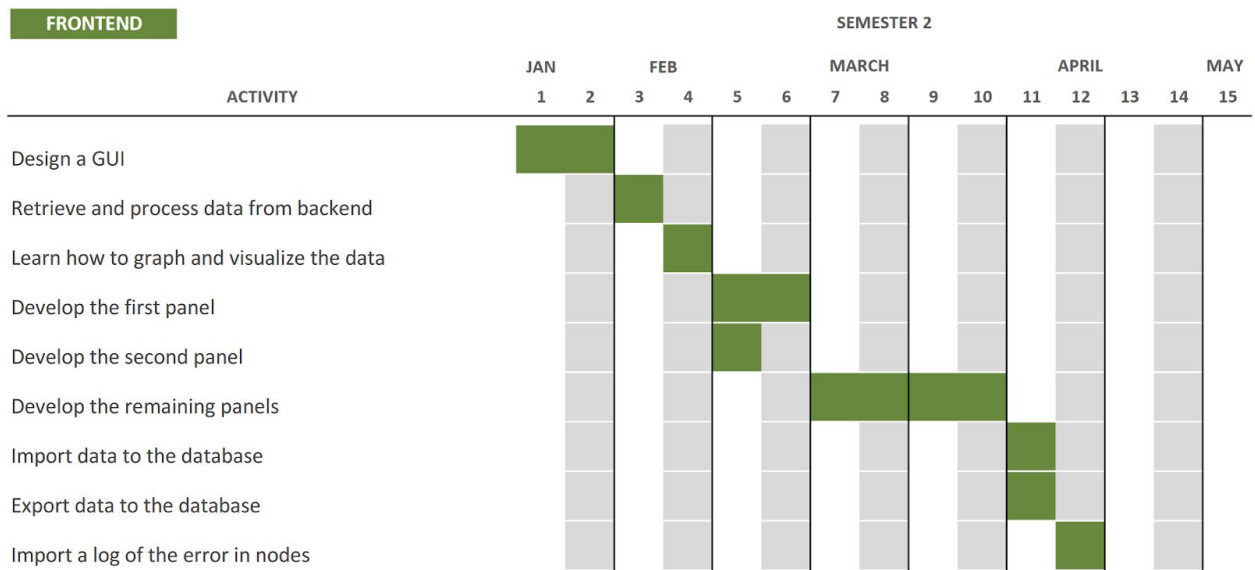 FRONTEND
SEMESTER 2
JAN FEB MARCH APRIL MAY
ACTIVITY 1 2 3 4 5 6 7 8 9 10 11 12 13 14 15
Design a GUI
Retrieve and process data from backend
Learn how to graph and visualize the data
Develop the first panel
Develop the second panel
Develop the remaining panels
Import data to the database
Export data to the database
Import a log of the error in nodes